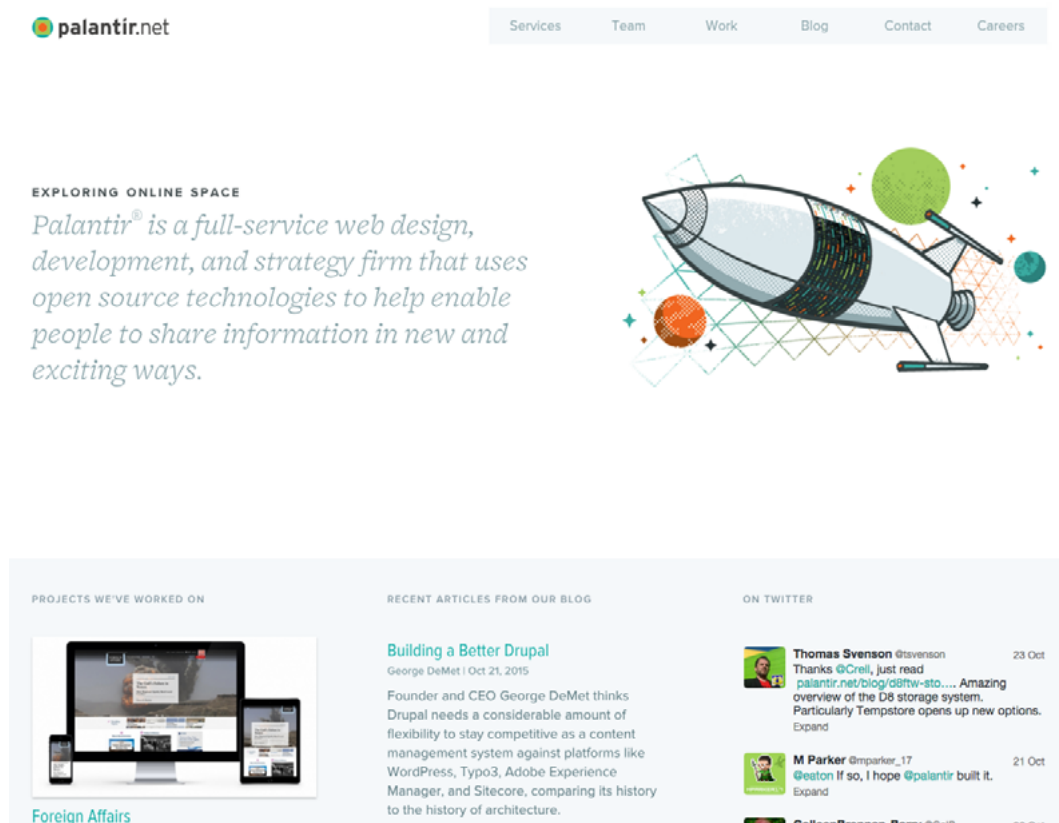 palantir.net
Services Team Work Blog Contact Careers
EXPLORING ONLINE SPACE
Palantir® is a full-service web design,
development, and strategy firm that uses
open source technologies to help enable
people to share information in new and
exciting ways.
PROJECTS WE'VE WORKED ON
Foreign Affairs
RECENT ARTICLES FROM OUR BLOG
Building a Better Drupal
George DeMet | Oct 21, 2015
Founder and CEO George DeMet thinks
Drupal needs a considerable amount of
flexibility to stay competitive as a content
management system against platforms like
WordPress, Typo3, Adobe Experience
Manager, and Sitecore, comparing its history
to the history of architecture.
ON TWITTER
Thomas Svenson @tsvenson 23 Oct
Thanks @Crell, just read
palantir.net/blog/d8ftw-sto.... Amazing
overview of the D8 storage system.
Particularly Tempstore opens up new options.
Expand
M Parker @mparker_17 21 Oct
@eaton If so, I hope @palantir built it.
Expand